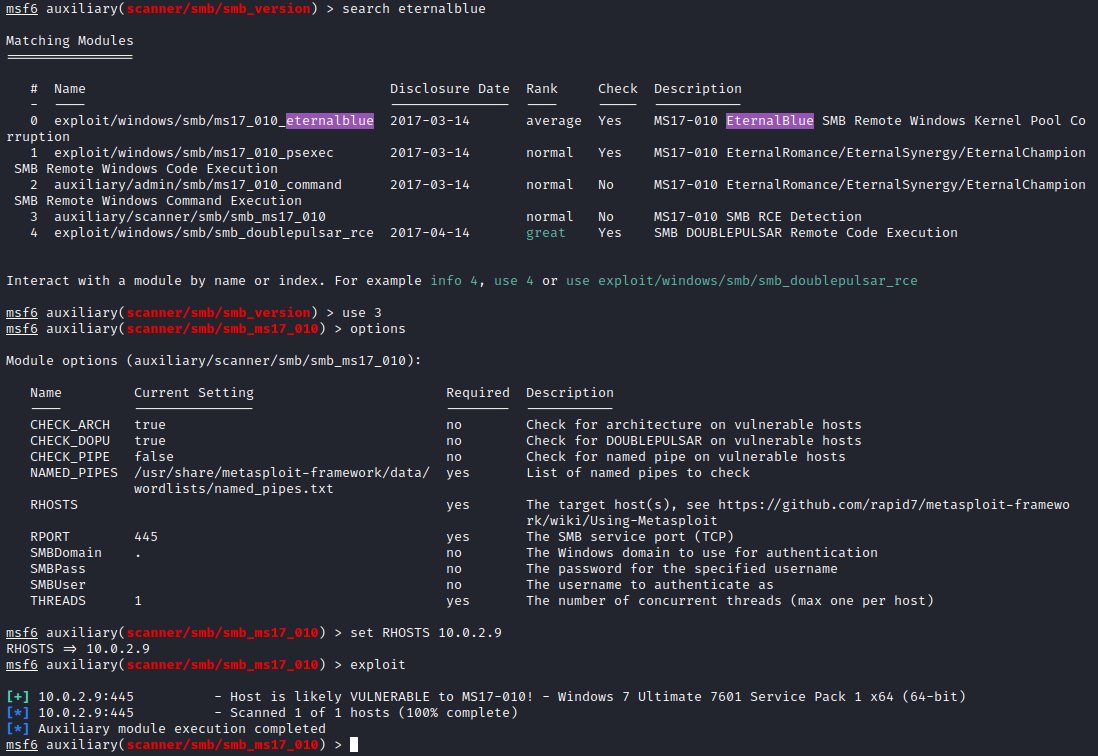 msf6 auxiliary(scanner/smb/smb_version) > search eternalblue
Matching Modules
================
# Name Disclosure Date Rank Check Description
- ---- --------------- ---- ----- -----------
0 exploit/windows/smb/ms17_010_eternalblue 2017-03-14 average Yes MS17-010 EternalBlue SMB Remote Windows Kernel Pool Co
rruption
1 exploit/windows/smb/ms17_010_psexec 2017-03-14 normal Yes MS17-010 EternalRomance/EternalSynergy/EternalChampion
SMB Remote Windows Code Execution
2 auxiliary/admin/smb/ms17_010_command 2017-03-14 normal No MS17-010 EternalRomance/EternalSynergy/EternalChampion
SMB Remote Windows Command Execution
3 auxiliary/scanner/smb/smb_ms17_010 normal No MS17-010 SMB RCE Detection
4 exploit/windows/smb/smb_doublepulsar_rce 2017-04-14 great Yes SMB DOUBLEPULSAR Remote Code Execution
Interact with a module by name or index. For example info 4, use 4 or use exploit/windows/smb/smb_doublepulsar_rce
msf6 auxiliary(scanner/smb/smb_version) > use 3
msf6 auxiliary(scanner/smb/smb_ms17_010) > options
Module options (auxiliary/scanner/smb/smb_ms17_010):
Name Current Setting Required Description
---- --------------- -------- -----------
CHECK_ARCH true no Check for architecture on vulnerable hosts
CHECK_DOPU true no Check for DOUBLEPULSAR on vulnerable hosts
CHECK_PIPE false no Check for named pipe on vulnerable hosts
NAMED_PIPES /usr/share/metasploit-framework/data/ yes List of named pipes to check
wordlists/named_pipes.txt
RHOSTS yes The target host(s), see https://github.com/rapid7/metasploit-framewo
rk/wiki/Using-Metasploit
RPORT 445 yes The SMB service port (TCP)
SMBDomain . no The Windows domain to use for authentication
SMBPass no The password for the specified username
SMBUser no The username to authenticate as
THREADS 1 yes The number of concurrent threads (max one per host)
msf6 auxiliary(scanner/smb/smb_ms17_010) > set RHOSTS 10.0.2.9
RHOSTS => 10.0.2.9
msf6 auxiliary(scanner/smb/smb_ms17_010) > exploit
[+] 10.0.2.9:445 - Host is likely VULNERABLE to MS17-010! - Windows 7 Ultimate 7601 Service Pack 1 x64 (64-bit)
[*] 10.0.2.9:445 - Scanned 1 of 1 hosts (100% complete)
[*] Auxiliary module execution completed
msf6 auxiliary(scanner/smb/smb_ms17_010) >